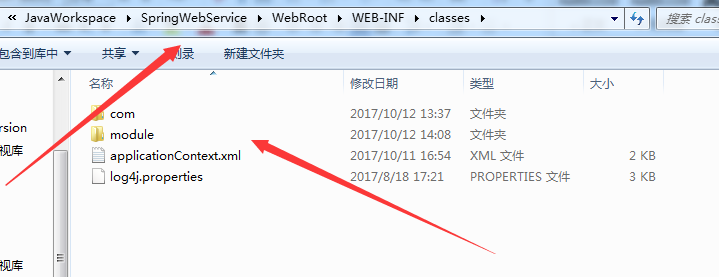 « JavaWorkspace ▸ SpringWebService ▸ WebRoot ▸ WEB-INF ▸ classes ▸ 搜索 clas
包含到库中 共享 刻录 新建文件夹
名称 修改日期 类型 大小
com 2017/10/12 13:37 文件夹
ersion module 2017/10/12 14:08 文件夹
视库 applicationContext.xml 2017/10/11 16:54 XML 文件 2 KB
log4j.properties 2017/8/18 17:21 PROPERTIES 文件 3 KB
视库